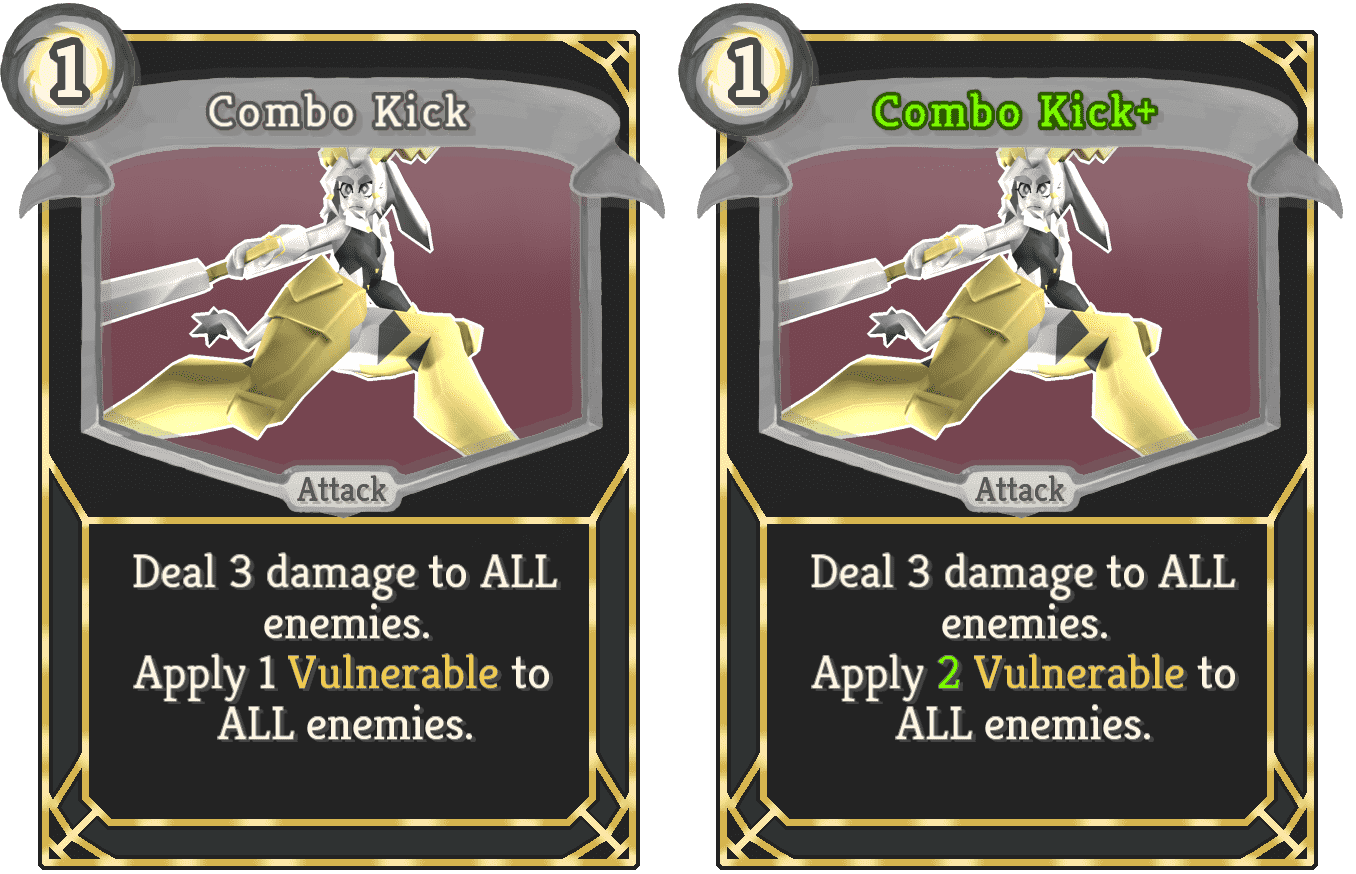 1
Combo Kick
Attack
Deal 3 damage to ALL
enemies.
Apply 1 Vulnerable to
ALL enemies.
1
Combo Kick+
Attack
Deal 3 damage to ALL
enemies.
Apply 2 Vulnerable to
ALL enemies.